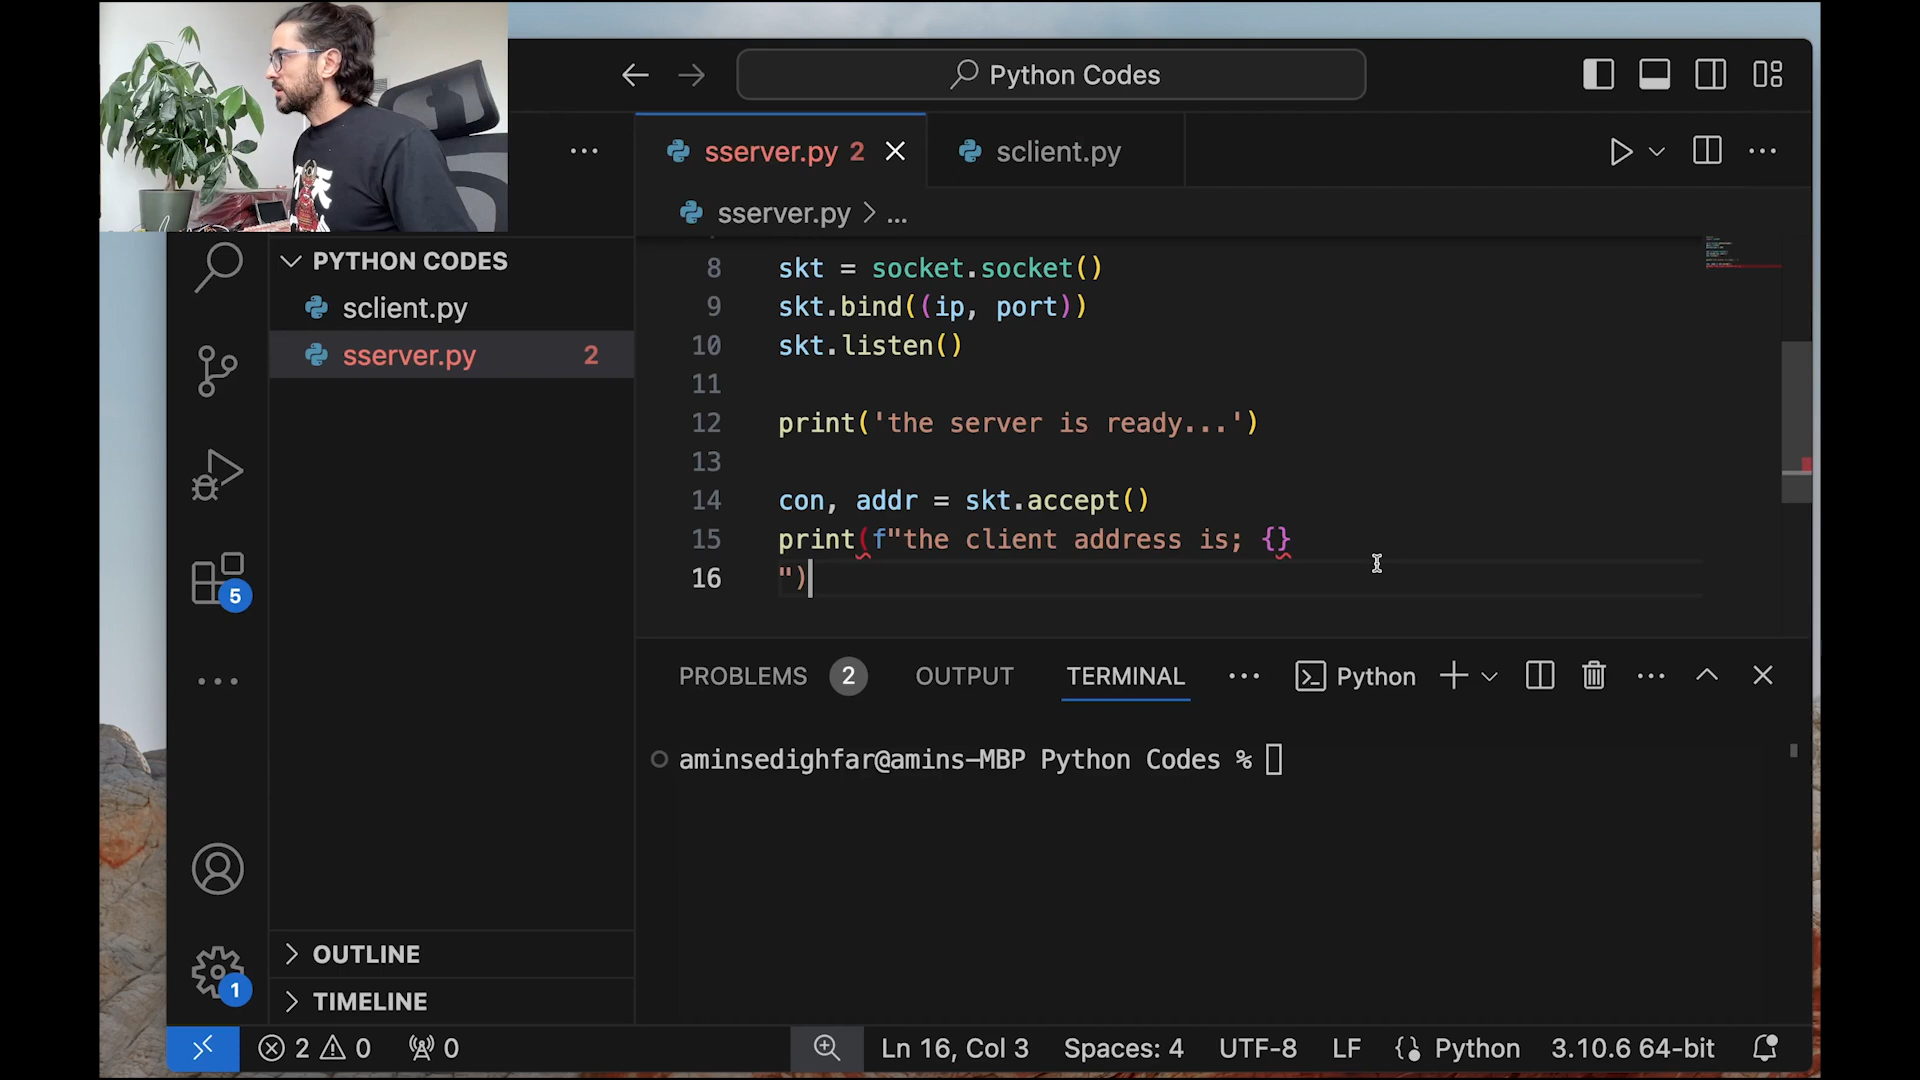 Python Codes
sserver.py 2
sclient.py
sserver.py > ...
PYTHON CODES
sclient.py
sserver.py 2
8 skt = socket.socket()
9 skt.bind((ip, port))
10 skt.listen()
11
12 print('the server is ready...')
13
14 con, addr = skt.accept()
15 print(f"the client address is; {}
16 ")
5
PROBLEMS 2 OUTPUT TERMINAL ... Python
aminsedighfar@amins-MBP Python Codes %
1
OUTLINE
TIMELINE
2 0 0 Ln 16, Col 3 Spaces: 4 UTF-8 LF {} Python 3.10.6 64-bit